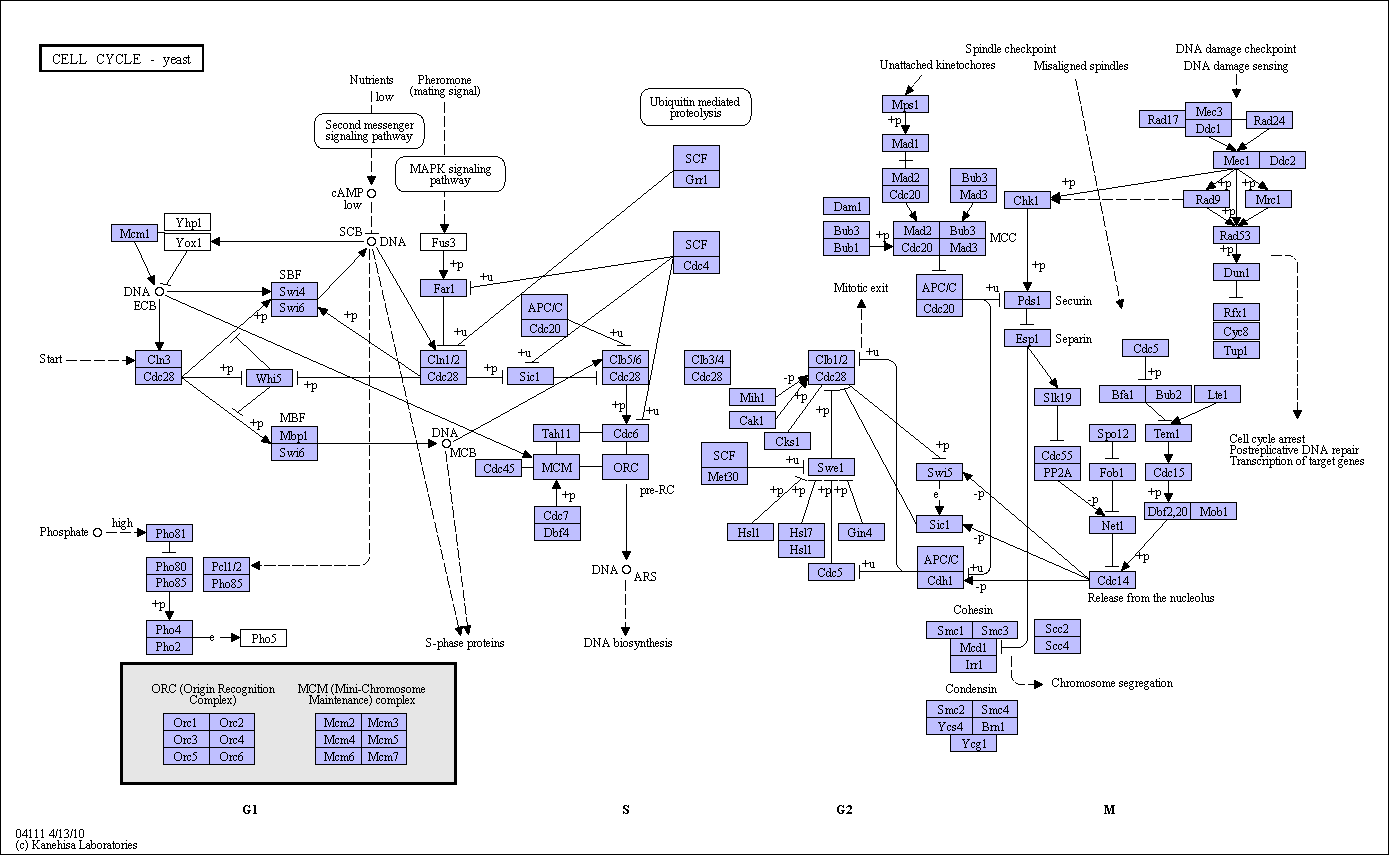 CELL CYCLE - yeast
Nutrients
low
Second messenger
signaling pathway
cAMP
low
SCB
DNA
Pheromone
(mating signal)
MAPK signaling
pathway
Fus3
+p
Far1
Ubiquitin mediated
proteolysis
SCF
Grr1
SCF
Cdc4
+u
+u
+u
+u
Mcm1
Yhp1
Yox1
DNA
ECB
SBF
Swi4
Swi6
+p
+p
Start
Cln3
Cdc28
+p
Whi5
+p
+p
MBF
Mbp1
Swi6
Cln1/2
Cdc28
+p
Sic1
APC/C
Cdc20
+u
Clb5/6
Cdc28
+p
Clb3/4
Cdc28
DNA
MCB
Tah11
Cdc6
Cdc45
MCM
ORC
pre-RC
+p
Cdc7
Dbf4
DNA
ARS
DNA biosynthesis
S-phase proteins
Phosphate
high
Pho81
Pho80
Pho85
Pcl1/2
Pho85
+p
Pho4
Pho2
e
Pho5
ORC (Origin Recognition
Complex)
Orc1 Orc2
Orc3 Orc4
Orc5 Orc6
MCM (Mini-Chromosome
Maintenance) complex
Mcm2 Mcm3
Mcm4 Mcm5
Mcm6 Mcm7
Spindle checkpoint
Unattached kinetochores
Misaligned spindles
Mps1
+p
Mad1
Mad2
Cdc20
Bub3
Mad3
Dam1
Bub3
Bub1
+p
Mad2 Bub3
Cdc20 Mad3
MCC
APC/C
Cdc20
+u
Mitotic exit
Clb1/2
Cdc28
+u
Mih1
-p
Cak1
+p
Cks1
+p
SCF
Met30
+u
Swe1
+p
+p
+p
+p
Hsl1
Hsl7
Hsl1
Gin4
Cdc5
+u
+p
Swi5
e
Sic1
-p
-p
APC/C
Cdh1
+u
-p
DNA damage checkpoint
DNA damage sensing
Rad17
Mec3
Ddc1
Rad24
Mec1 Ddc2
+p
Chk1
+p
+p
+p
Rad9
Mrc1
Rad53
+p
Dun1
Rfx1
Cyc8
Tup1
+p
Pds1
Securin
Esp1
Separin
Slk19
Cdc55
PP2A
-p
Cdc5
+p
Bfa1 Bub2
Lte1
Spo12
Tem1
Fob1
Cdc15
+p
Dbf2,20 Mob1
Net1
+p
Cdc14
Release from the nucleolus
Cell cycle arrest
Postreplicative DNA repair
Transcription of target genes
Cohesin
Smc1 Smc3
Mcd1
Irr1
Scc2
Scc4
Chromosome segregation
Condensin
Smc2 Smc4
Ycs4 Brn1
Ycg1
G1
S
G2
M
04111 4/13/10
(c) Kanehisa Laboratories